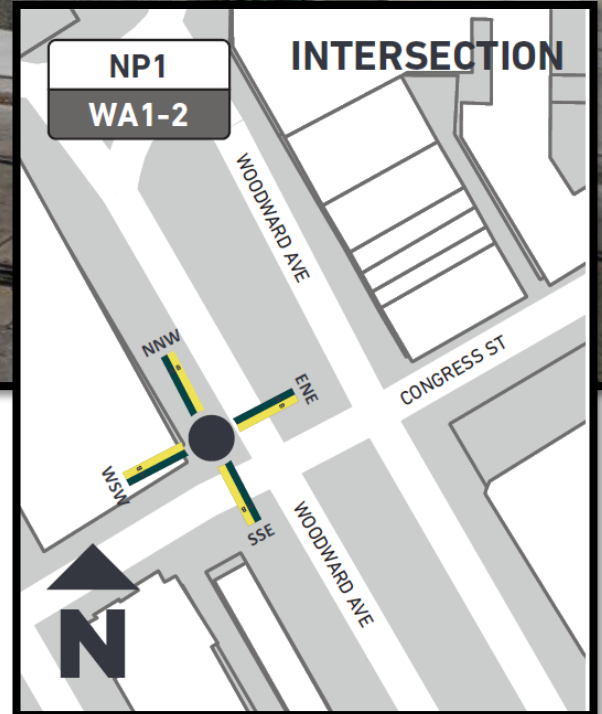 NP1
WA1-2
INTERSECTION
WOODWARD AVE
CONGRESS ST
NNW
ENE
WSW
SSE
WOODWARD AVE
N